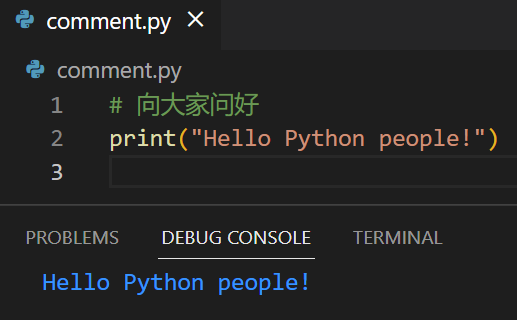 comment.py ×
comment.py
1 # 向大家问好
2 print("Hello Python people!")
3
PROBLEMS DEBUG CONSOLE TERMINAL
Hello Python people!